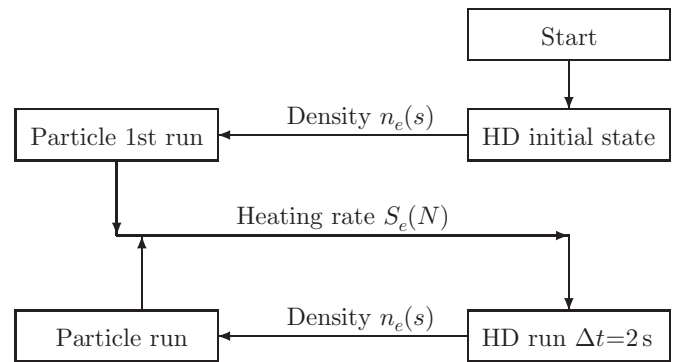 Start
Density n_e(s)
Particle 1st run
HD initial state
Heating rate S_e(N)
Density n_e(s)
Particle run
HD run Δt=2 s